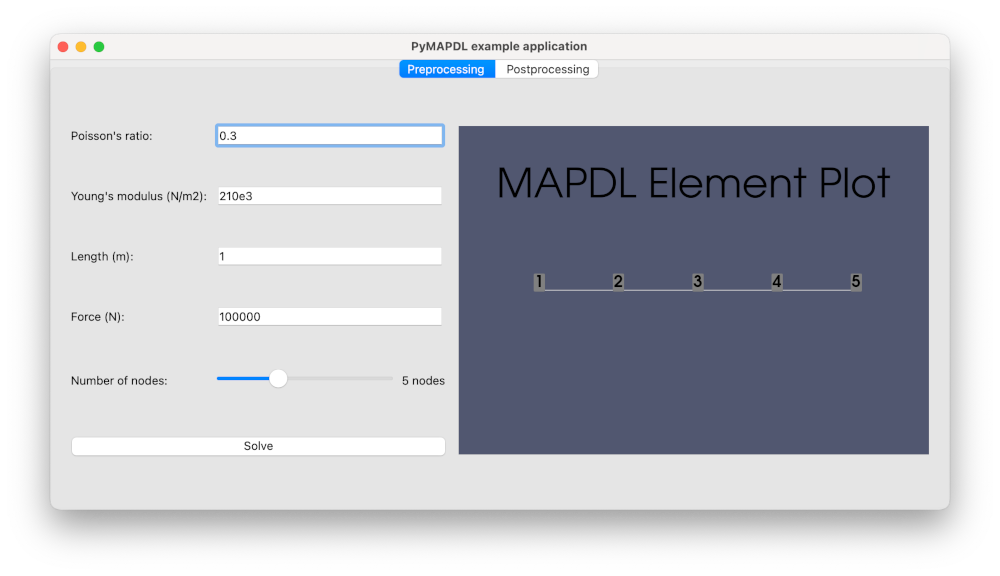 PyMAPDL example application
Preprocessing Postprocessing
Poisson's ratio: 0.3
Young's modulus (N/m2): 210e3
Length (m): 1
Force (N): 100000
Number of nodes: 5 nodes
Solve
MAPDL Element Plot
1 2 3 4 5